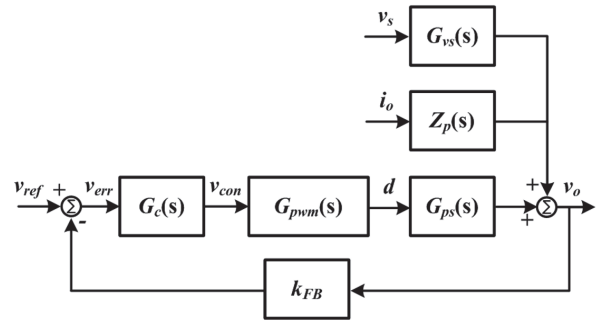 v_s
G_vs(s)
i_o
Z_p(s)
v_ref + v_err G_c(s) v_con G_pwm(s) d G_ps(s) + v_o
Σ - + Σ
k_FB